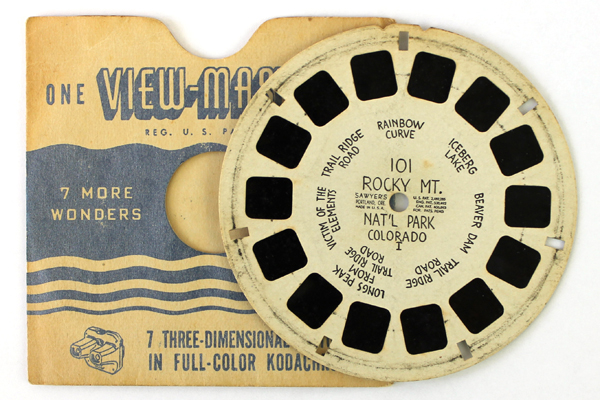 ONE VIEW-MA
REG. U. S. PA
7 MORE
WONDERS
7 THREE-DIMENSIONAL
IN FULL-COLOR KODACH
RAINBOW
CURVE
ICEBERG
LAKE
BEAVER DAM
TRAIL RIDGE
ROAD
LONGS PEAK
FROM
TRAIL RIDGE
ROAD
VICTIM OF THE
ELEMENTS
TRAIL RIDGE
ROAD
101
ROCKY MT.
SAWYER'S
PORTLAND, ORE.
MADE IN U.S.A.
NAT'L PARK
COLORADO
I